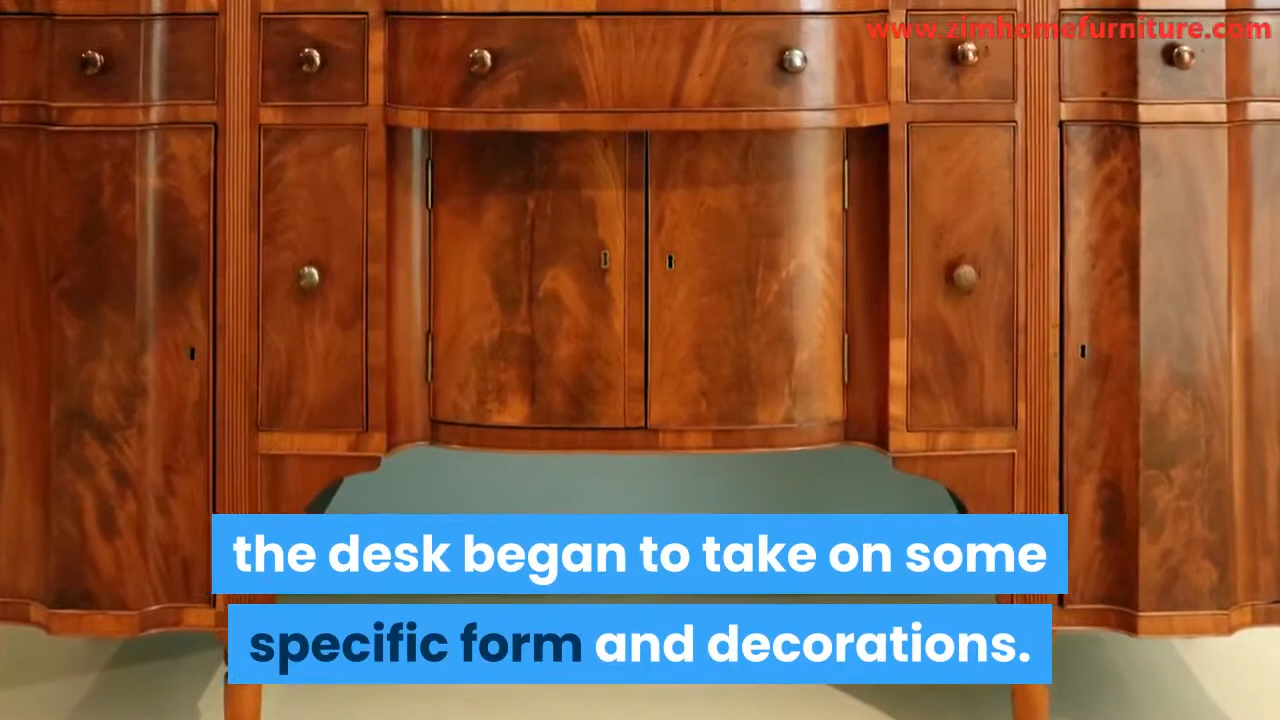 www.zimhomefurniture.com
the desk began to take on some
specific form and decorations.